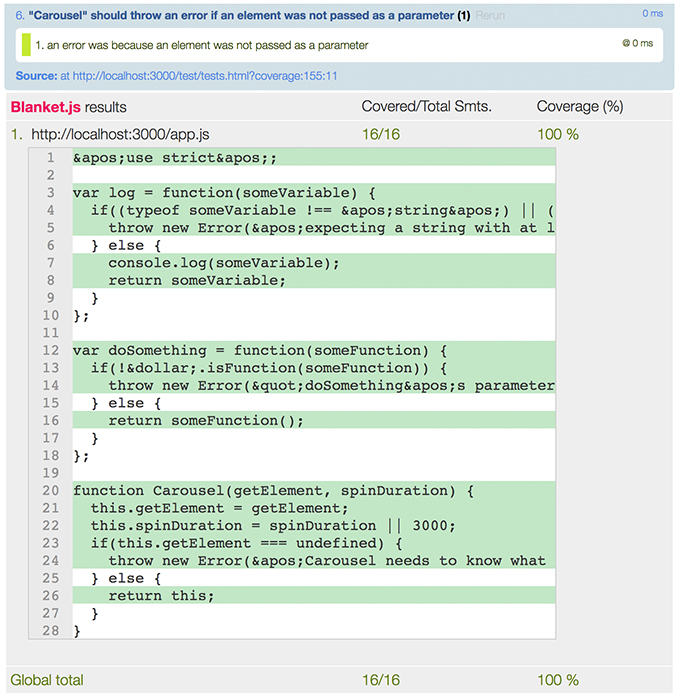 6. "Carousel" should throw an error if an element was not passed as a parameter (1) Rerun 0 ms
1. an error was because an element was not passed as a parameter @ 0 ms
Source: at http://localhost:3000/test/tests.html?coverage:155:11
Blanket.js results Covered/Total Smts. Coverage (%)
1. http://localhost:3000/app.js 16/16 100 %
1 &apos;use strict&apos;;
2
3 var log = function(someVariable) {
4   if((typeof someVariable !== &apos;string&apos;) || (
5     throw new Error(&apos;expecting a string with at l
6   } else {
7     console.log(someVariable);
8     return someVariable;
9   }
10 };
11
12 var doSomething = function(someFunction) {
13   if(!&dollar;.isFunction(someFunction)) {
14     throw new Error(&quot;doSomething&apos;s parameter
15   } else {
16     return someFunction();
17   }
18 };
19
20 function Carousel(getElement, spinDuration) {
21   this.getElement = getElement;
22   this.spinDuration = spinDuration || 3000;
23   if(this.getElement === undefined) {
24     throw new Error(&apos;Carousel needs to know what
25   } else {
26     return this;
27   }
28 }
Global total 16/16 100 %